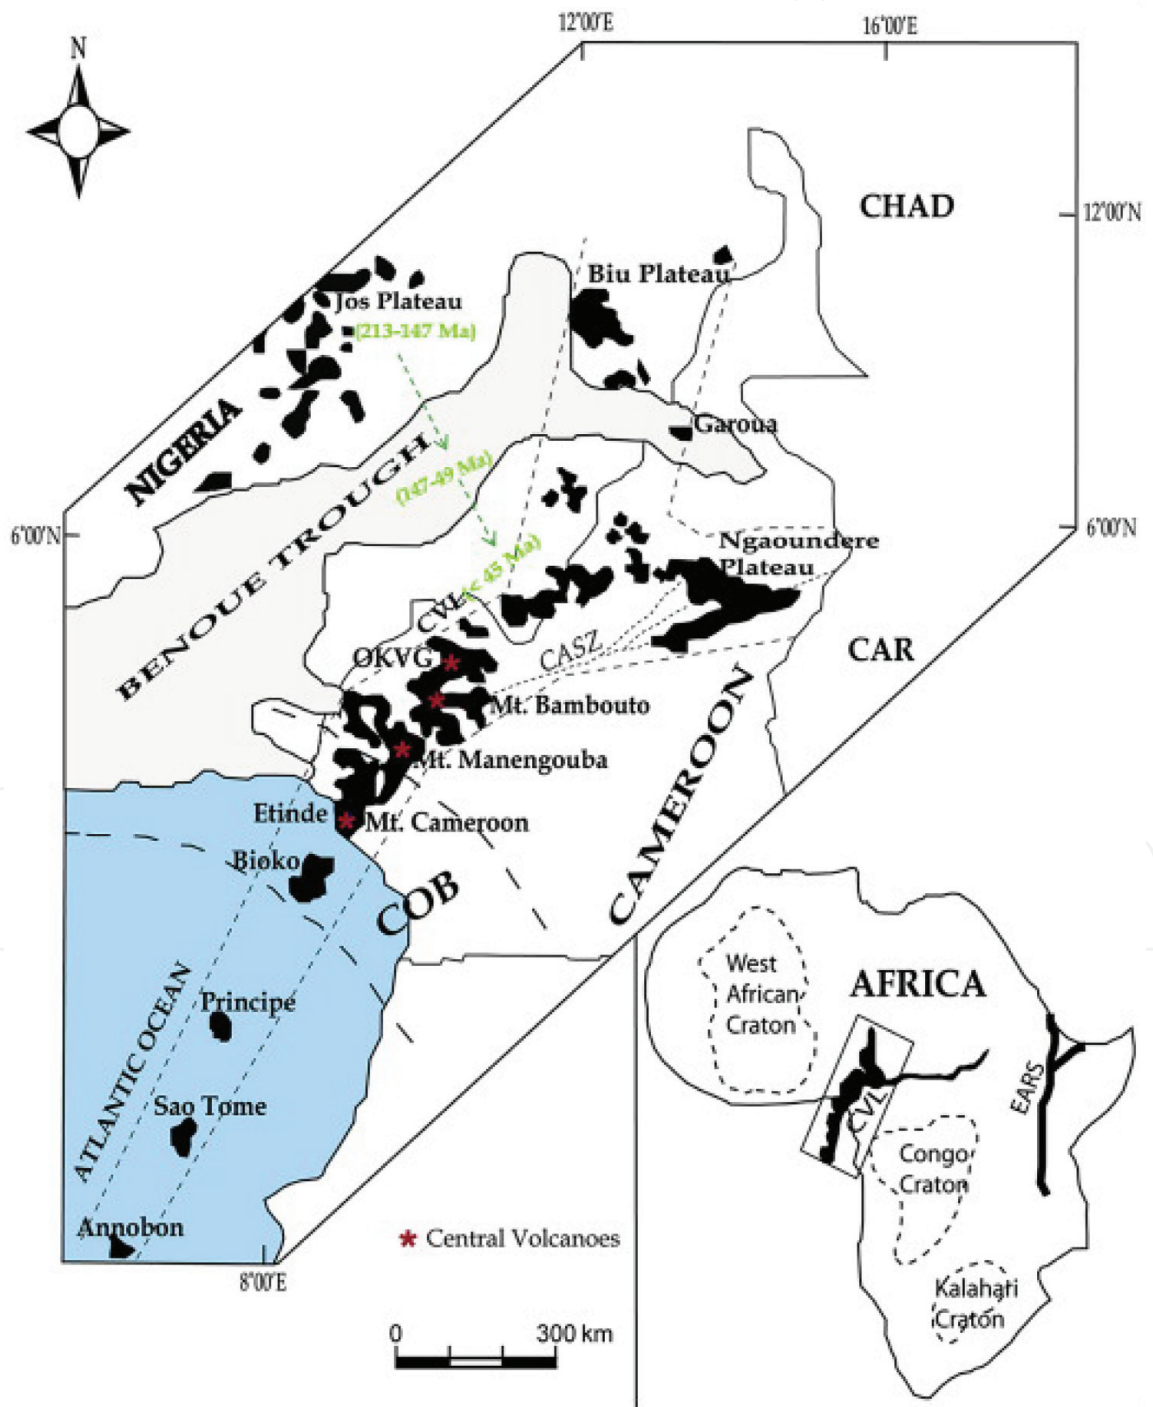 12°00'E
16°00'E
N
CHAD
12°00'N
Biu Plateau
Jos Plateau
(213-147 Ma)
NIGERIA
Garoua
BENOUE TROUGH
(147-49 Ma)
6°00'N
6°00'N
Ngaoundere
Plateau
(< 45 Ma)
CVL
CASZ
OKVG
CAR
Mt. Bambouto
Mt. Manengouba
CAMEROON
Etinde
Mt. Cameroon
Bioko
COB
ATLANTIC OCEAN
Principe
Sao Tome
Annobon
8°00'E
* Central Volcanoes
0
300 km
West
African
Craton
AFRICA
EARS
CVL
Congo
Craton
Kalahati
Craton